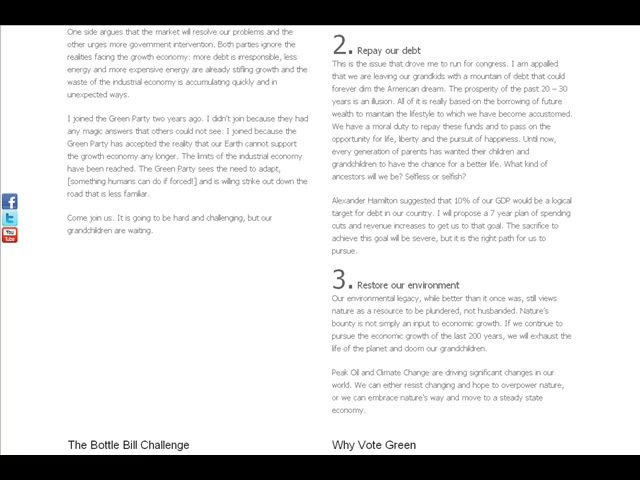 One side argues that the market will resolve our problems and the
other urges more government intervention. Both parties ignore the
realities facing the growth economy: more debt is irresponsible, less
energy and more expensive energy are already stifling growth and the
waste of the industrial economy is accumulating quickly and in
unexpected ways.
I joined the Green Party two years ago. I didn't join because they had
any magic answers that others could not see. I joined because the
Green Party has accepted the reality that our Earth cannot support
the growth economy any longer. The limits of the industrial economy
have been reached. The Green Party sees the need to adapt,
[something humans can do if forced!] and is willing strike out down the
road that is less familiar.
Come join us. It is going to be hard and challenging, but our
grandchildren are waiting.
You
Tube
2. Repay our debt
This is the issue that drove me to run for congress. I am appalled
that we are leaving our grandkids with a mountain of debt that could
forever dim the American dream. The prosperity of the past 20 – 30
years is an illusion. All of it is really based on the borrowing of future
wealth to maintain the lifestyle to which we have become accustomed.
We have a moral duty to repay these funds and to pass on the
opportunity for life, liberty and the pursuit of happiness. Until now,
every generation of parents has wanted their children and
grandchildren to have the chance for a better life. What kind of
ancestors will we be? Selfless or selfish?
Alexander Hamilton suggested that 10% of our GDP would be a logical
target for debt in our country. I will propose a 7 year plan of spending
cuts and revenue increases to get us to that goal. The sacrifice to
achieve this goal will be severe, but it is the right path for us to
pursue.
3. Restore our environment
Our environmental legacy, while better than it once was, still views
nature as a resource to be plundered, not husbanded. Nature's
bounty is not simply an input to economic growth. If we continue to
pursue the economic growth of the last 200 years, we will exhaust the
life of the planet and doom our grandchildren.
Peak Oil and Climate Change are driving significant changes in our
world. We can either resist changing and hope to overpower nature,
or we can embrace nature's way and move to a steady state
economy.
The Bottle Bill Challenge
Why Vote Green